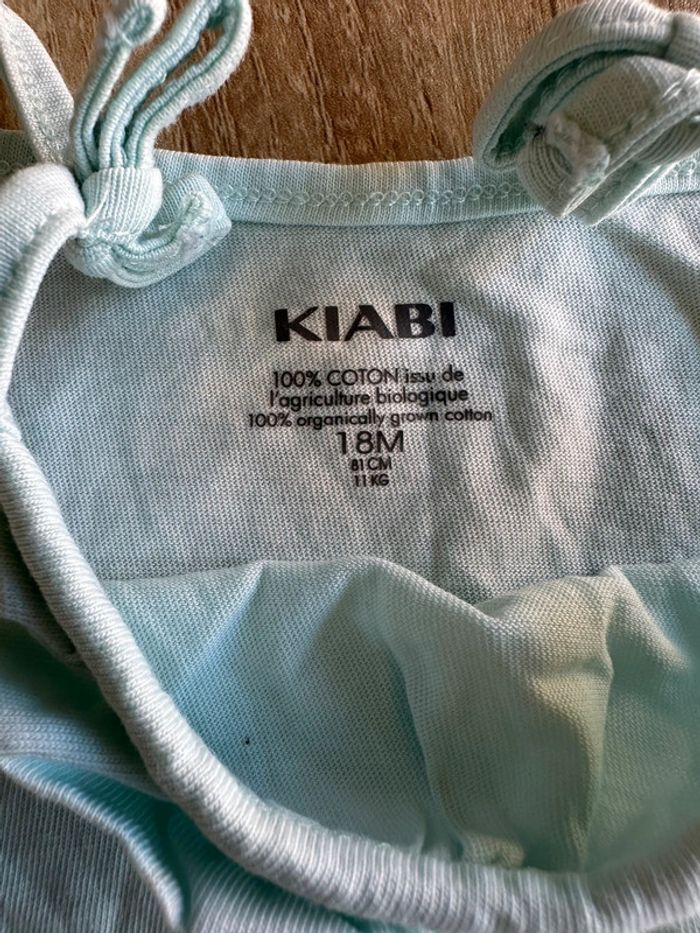 KIABI
100% COTON issu de
l'agriculture biologique
100% organically grown cotton
18M
81 CM
11 KG